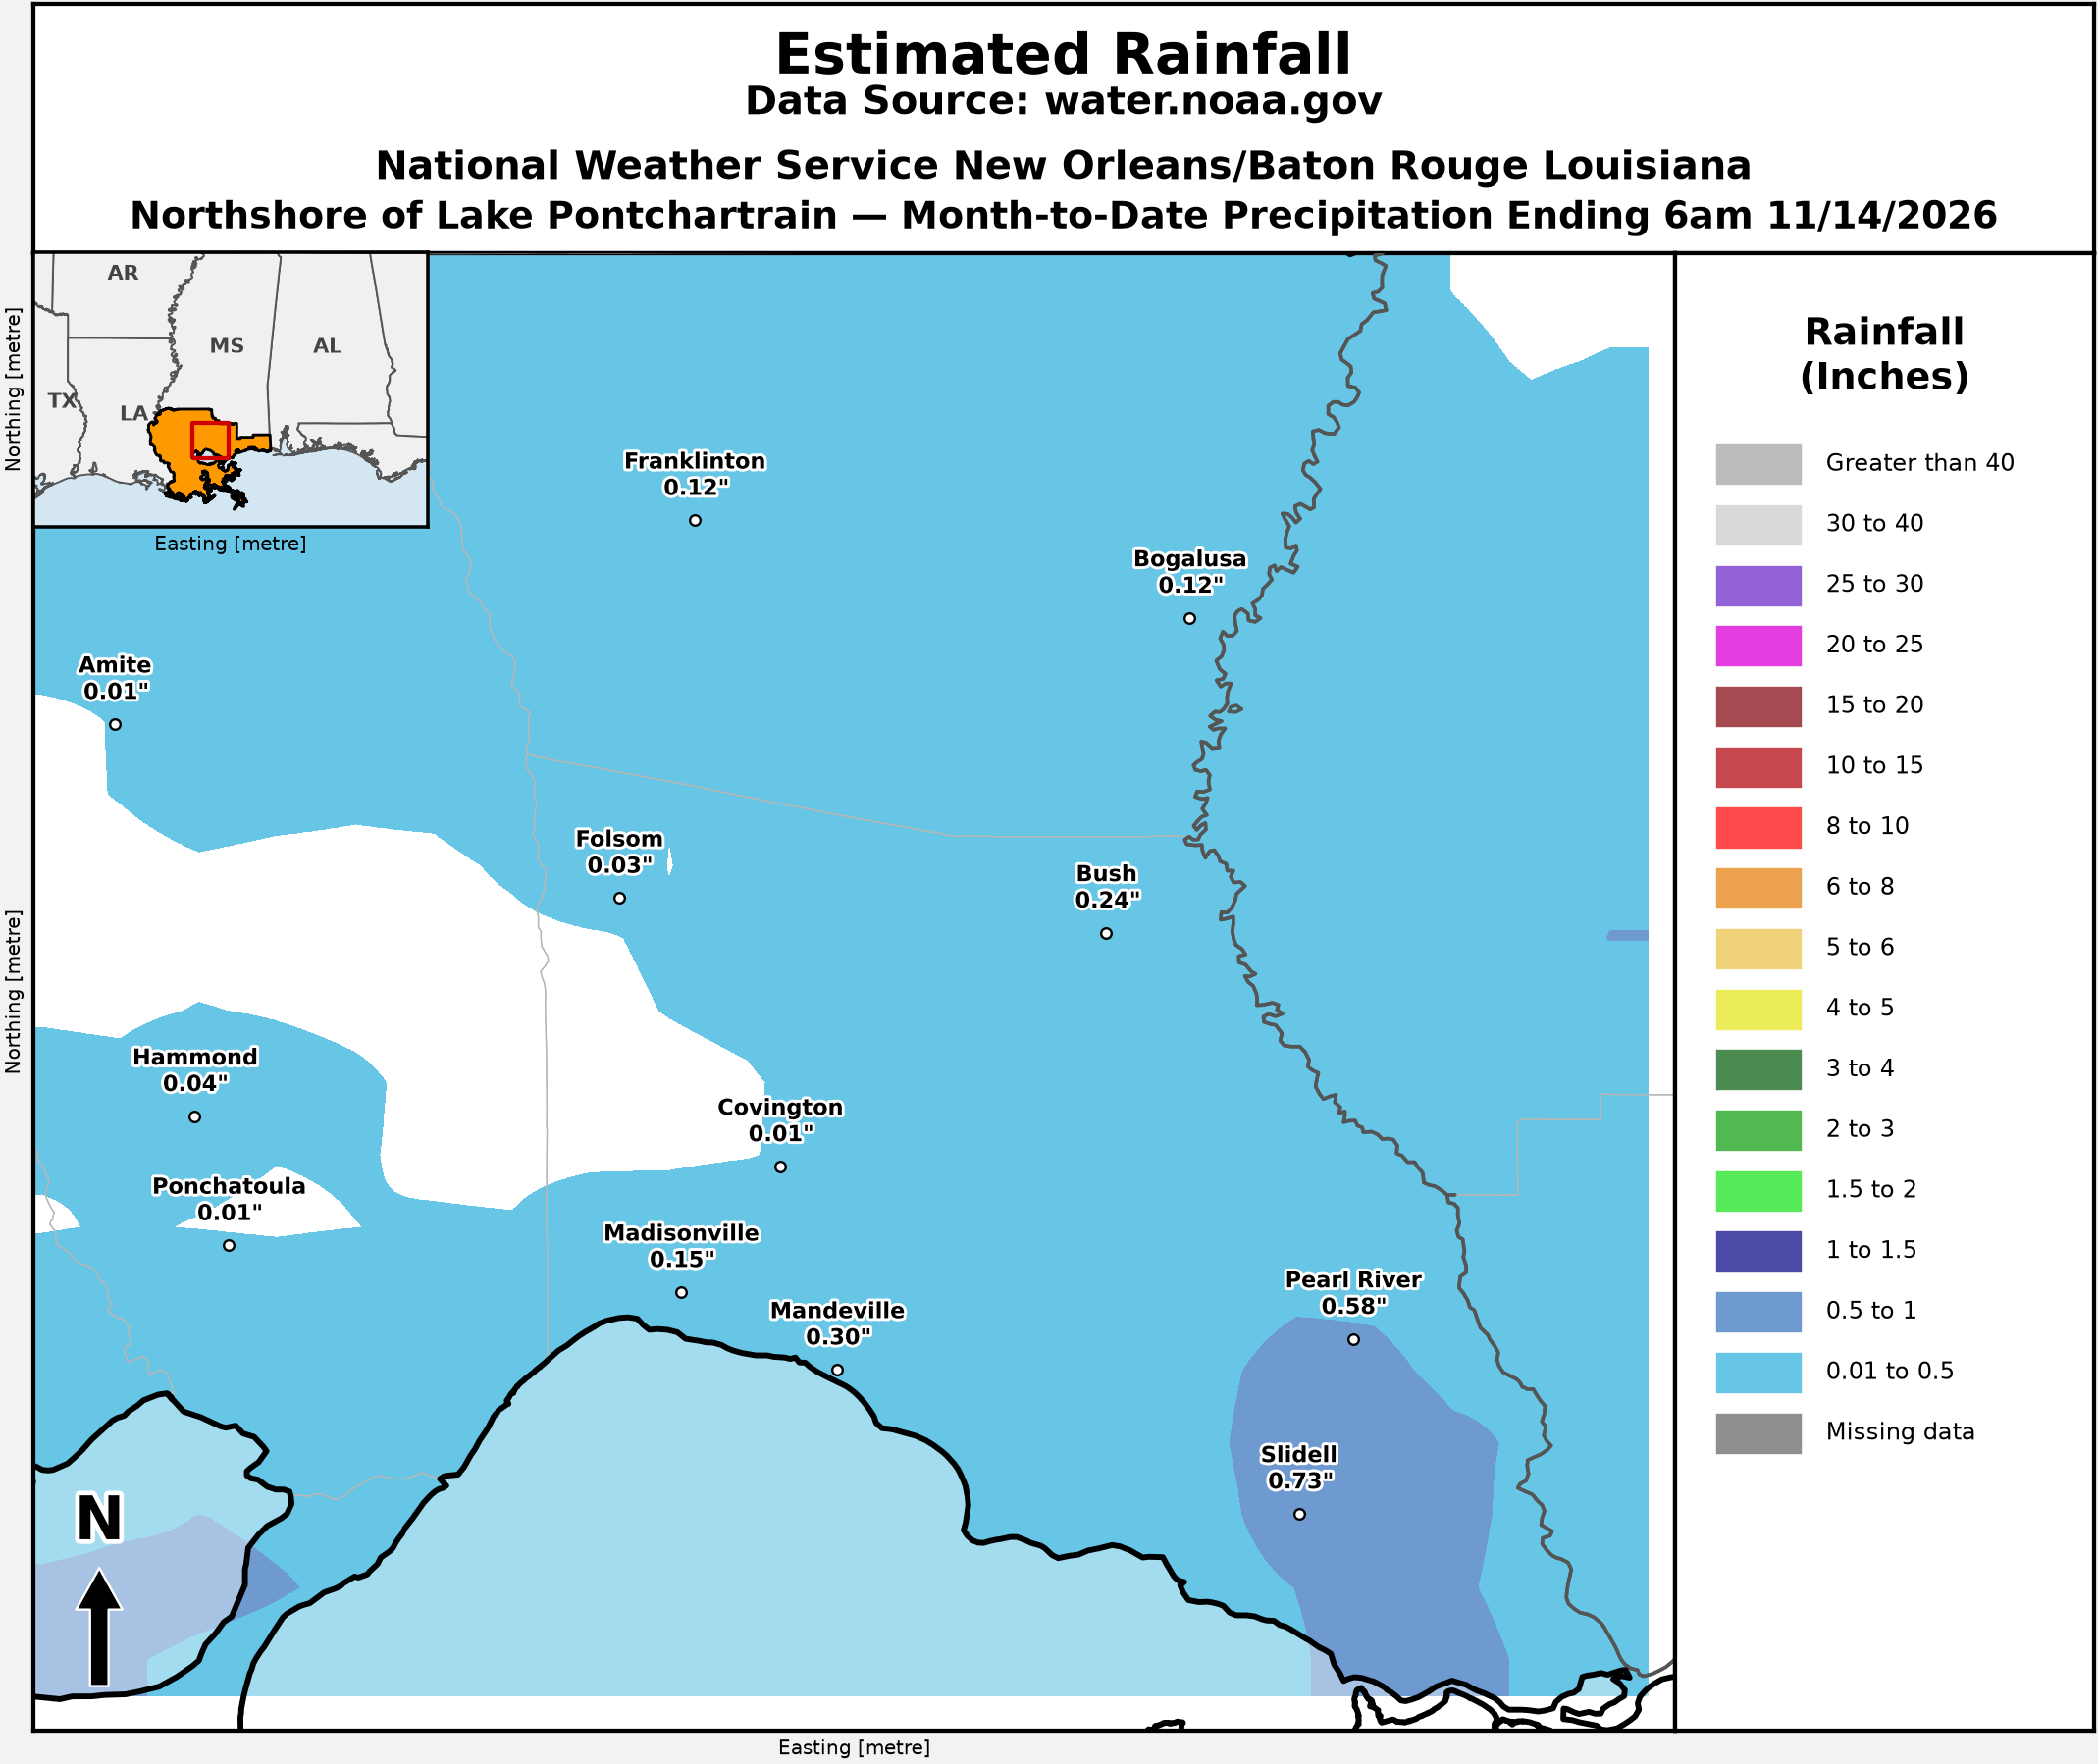 Estimated Rainfall
Data Source: water.noaa.gov
National Weather Service New Orleans/Baton Rouge Louisiana
Northshore of Lake Pontchartrain — Month-to-Date Precipitation Ending 6am 11/14/2026
Northing [metre]
AR
MS
AL
TX
LA
Easting [metre]
Franklinton
0.12"
Bogalusa
0.12"
Amite
0.01"
Folsom
0.03"
Bush
0.24"
Northing [metre]
Hammond
0.04"
Covington
0.01"
Ponchatoula
0.01"
Madisonville
0.15"
Mandeville
0.30"
Pearl River
0.58"
Slidell
0.73"
N
Easting [metre]
Rainfall
(Inches)
Greater than 40
30 to 40
25 to 30
20 to 25
15 to 20
10 to 15
8 to 10
6 to 8
5 to 6
4 to 5
3 to 4
2 to 3
1.5 to 2
1 to 1.5
0.5 to 1
0.01 to 0.5
Missing data